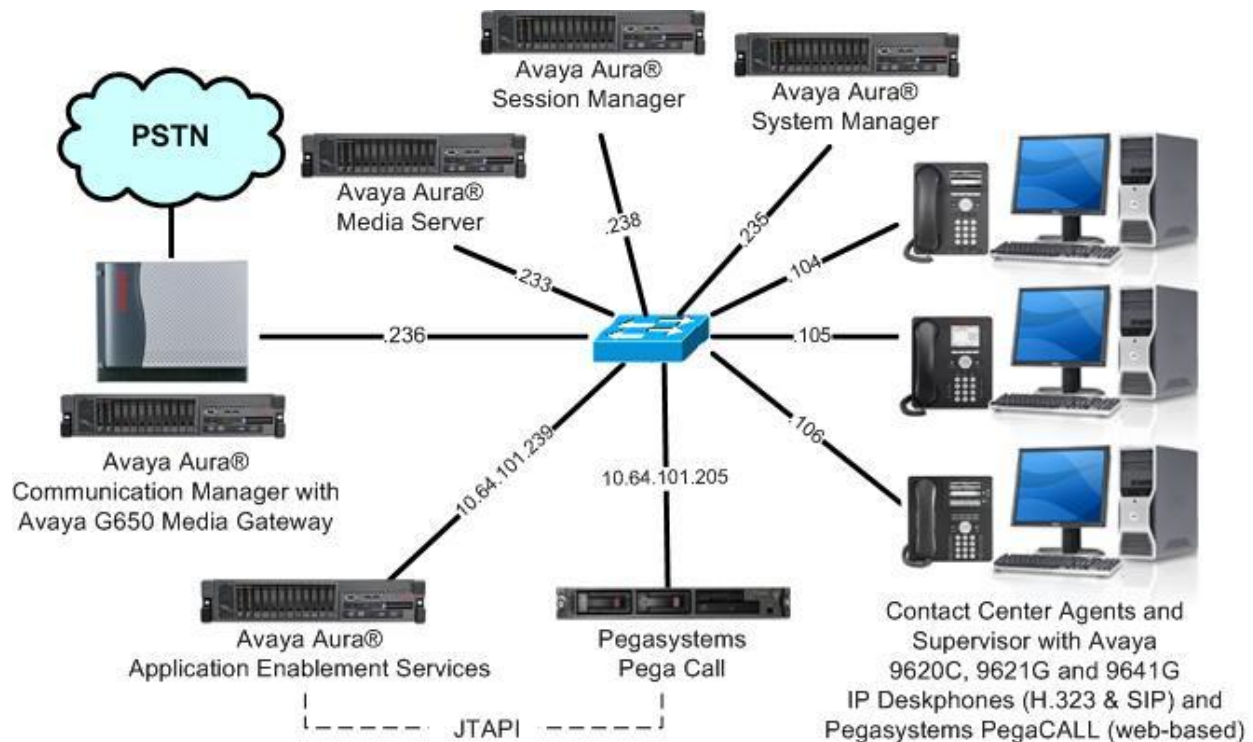 Avaya Aura®
Session Manager
Avaya Aura®
System Manager
PSTN
Avaya Aura®
Media Server
.238
.235
.233
.104
.236
.105
.106
10.64.101.239
10.64.101.205
Avaya Aura®
Communication Manager with
Avaya G650 Media Gateway
Avaya Aura®
Application Enablement Services
Pegasystems
Pega Call
JTAPI
Contact Center Agents and
Supervisor with Avaya
9620C, 9621G and 9641G
IP Deskphones (H.323 & SIP) and
Pegasystems PegaCALL (web-based)